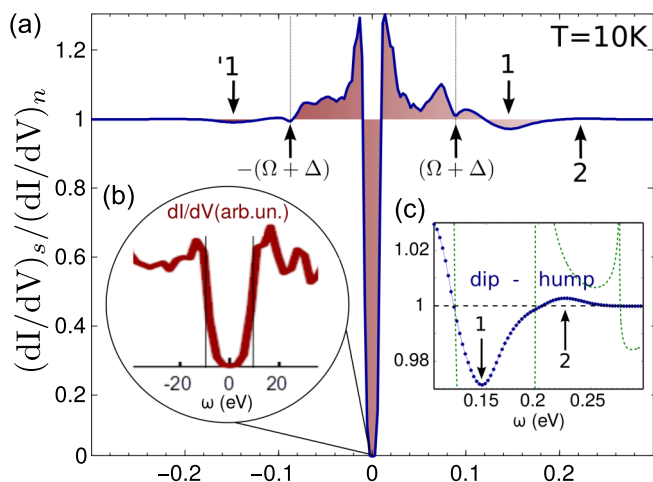 (a)
T=10K
(dI/dV)ₛ/(dI/dV)ₙ
1.2
1
0.8
0.6
0.4
0.2
0
'1
1
−(Ω + Δ)
(Ω + Δ)
2
(b)
dI/dV(arb.un.)
-20 0 20
ω (eV)
(c)
1.02
1
0.98
dip - hump
1
2
0.15 0.2 0.25
ω (eV)
−0.2 −0.1 0 0.1 0.2